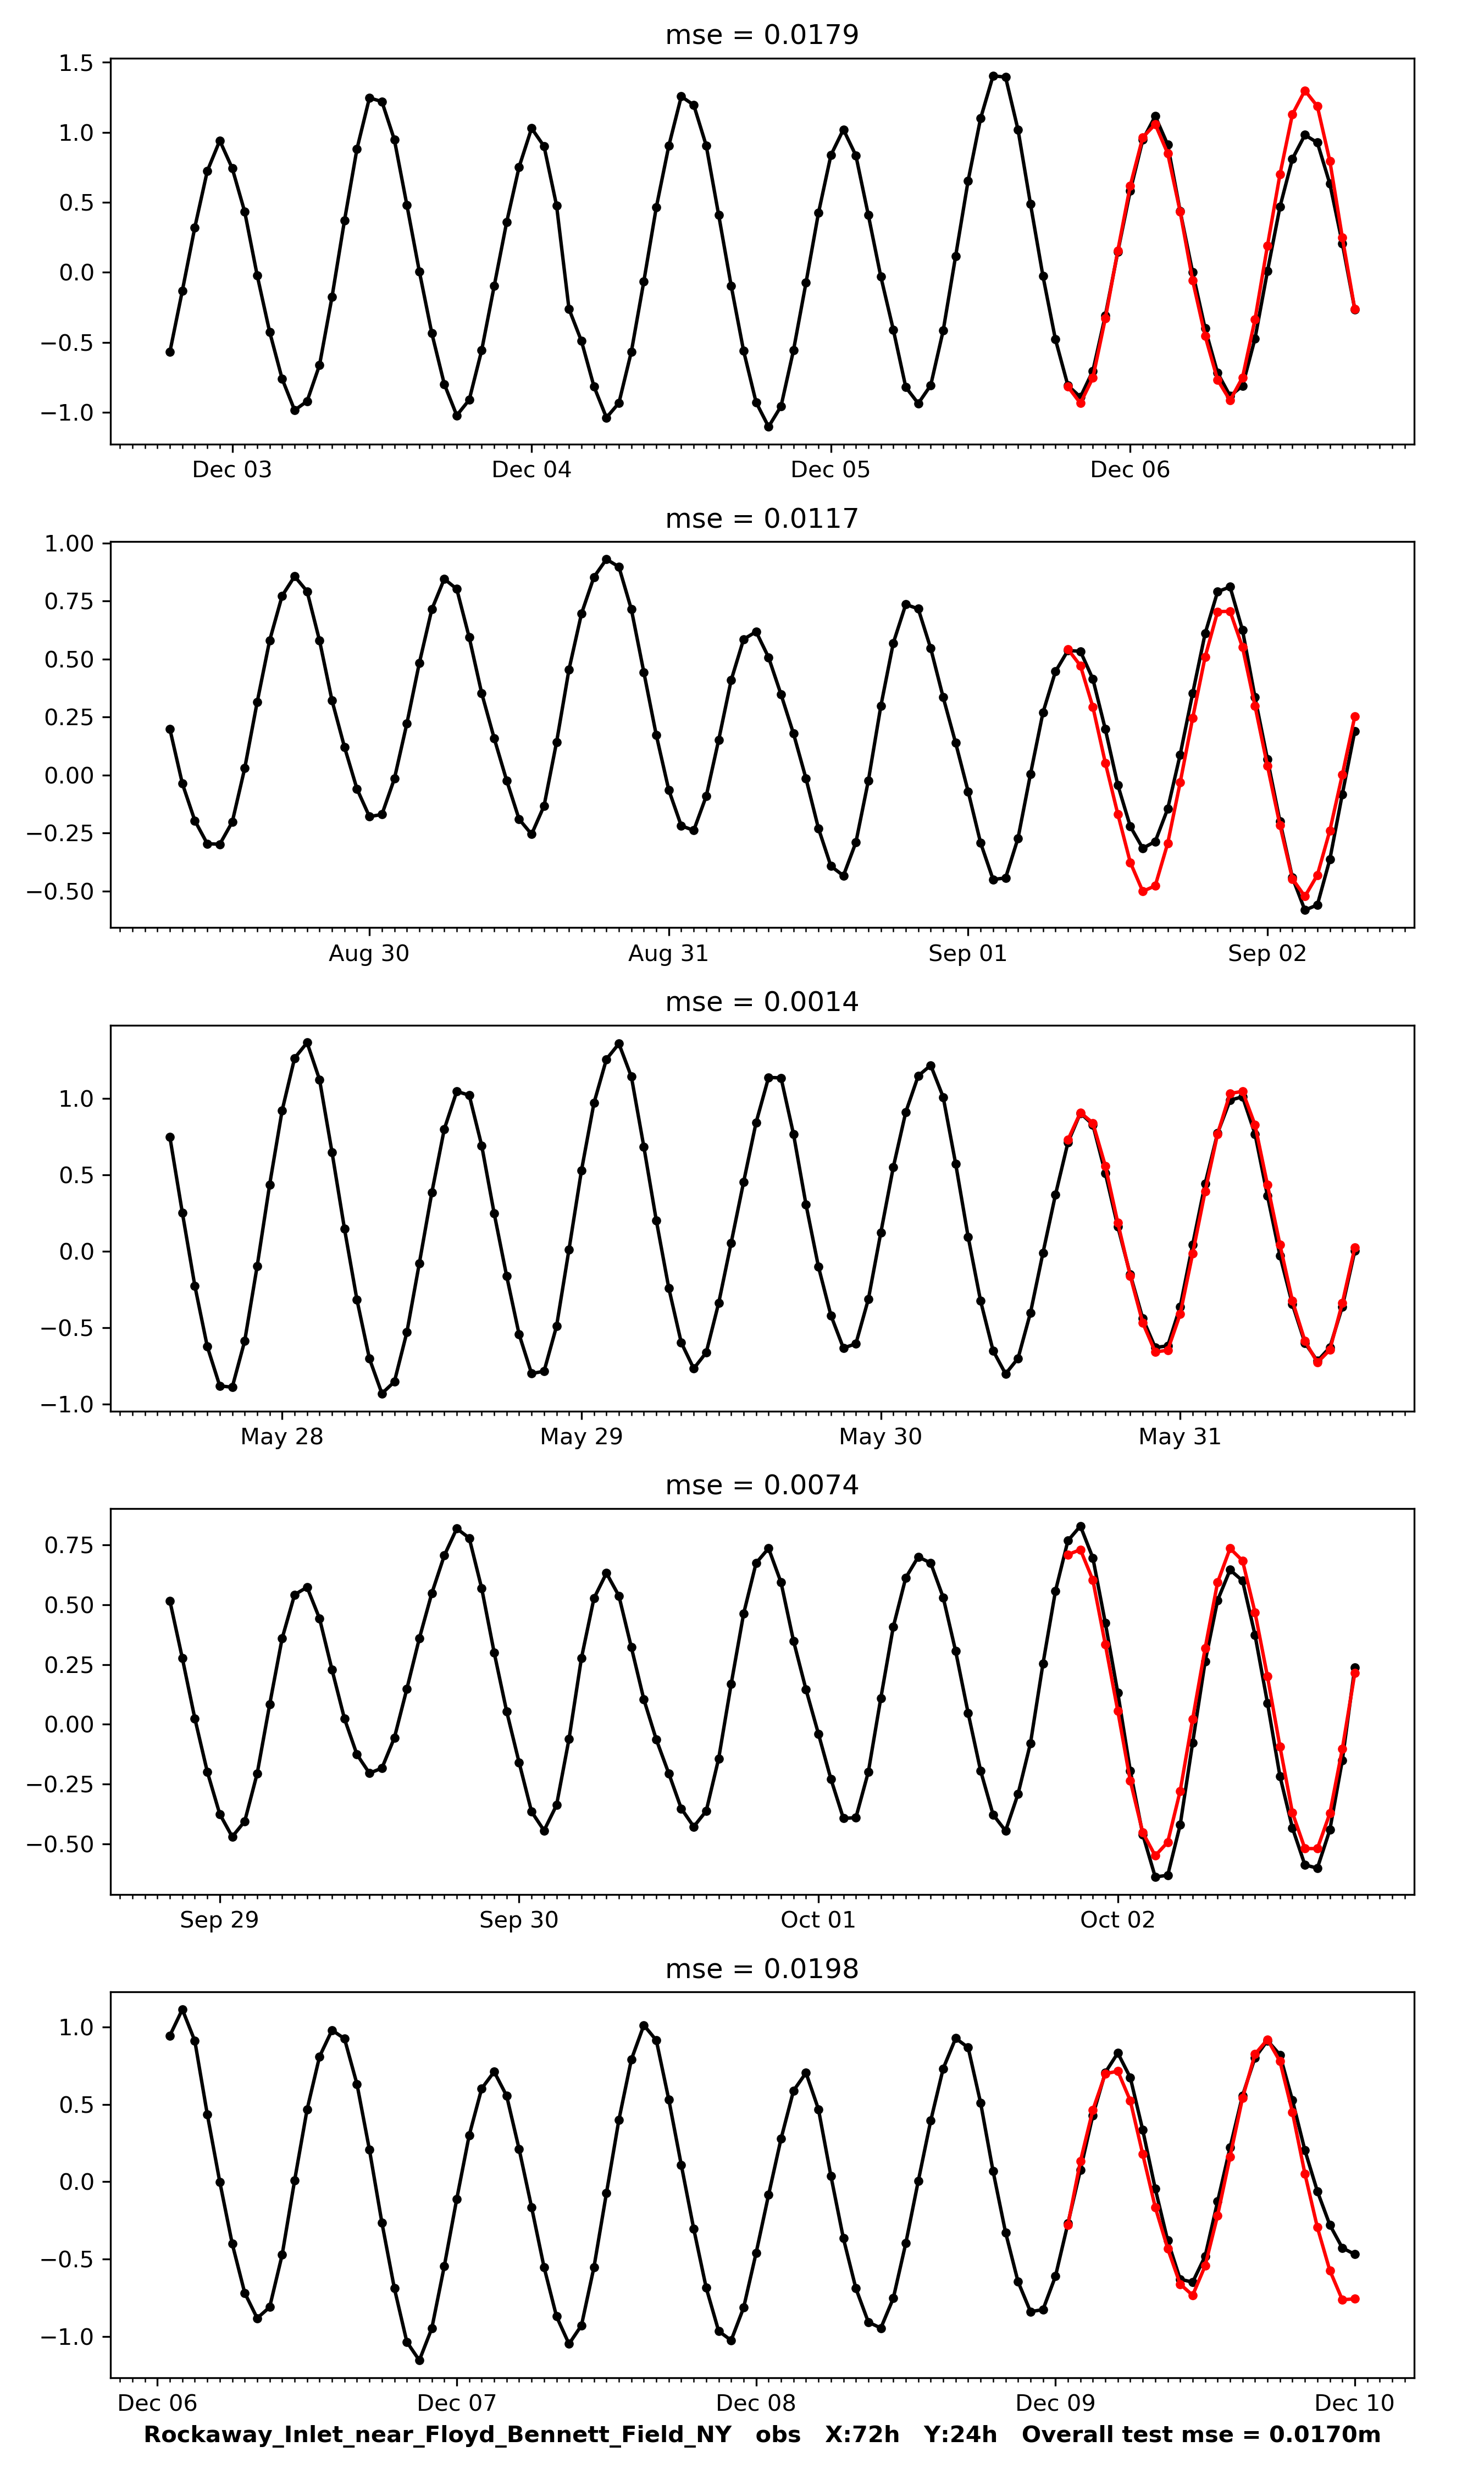 mse = 0.0179
1.5
1.0
0.5
0.0
−0.5
−1.0
Dec 03 Dec 04 Dec 05 Dec 06
mse = 0.0117
1.00
0.75
0.50
0.25
0.00
−0.25
−0.50
Aug 30 Aug 31 Sep 01 Sep 02
mse = 0.0014
1.0
0.5
0.0
−0.5
−1.0
May 28 May 29 May 30 May 31
mse = 0.0074
0.75
0.50
0.25
0.00
−0.25
−0.50
Sep 29 Sep 30 Oct 01 Oct 02
mse = 0.0198
1.0
0.5
0.0
−0.5
−1.0
Dec 06 Dec 07 Dec 08 Dec 09 Dec 10
Rockaway_Inlet_near_Floyd_Bennett_Field_NY obs X:72h Y:24h Overall test mse = 0.0170m